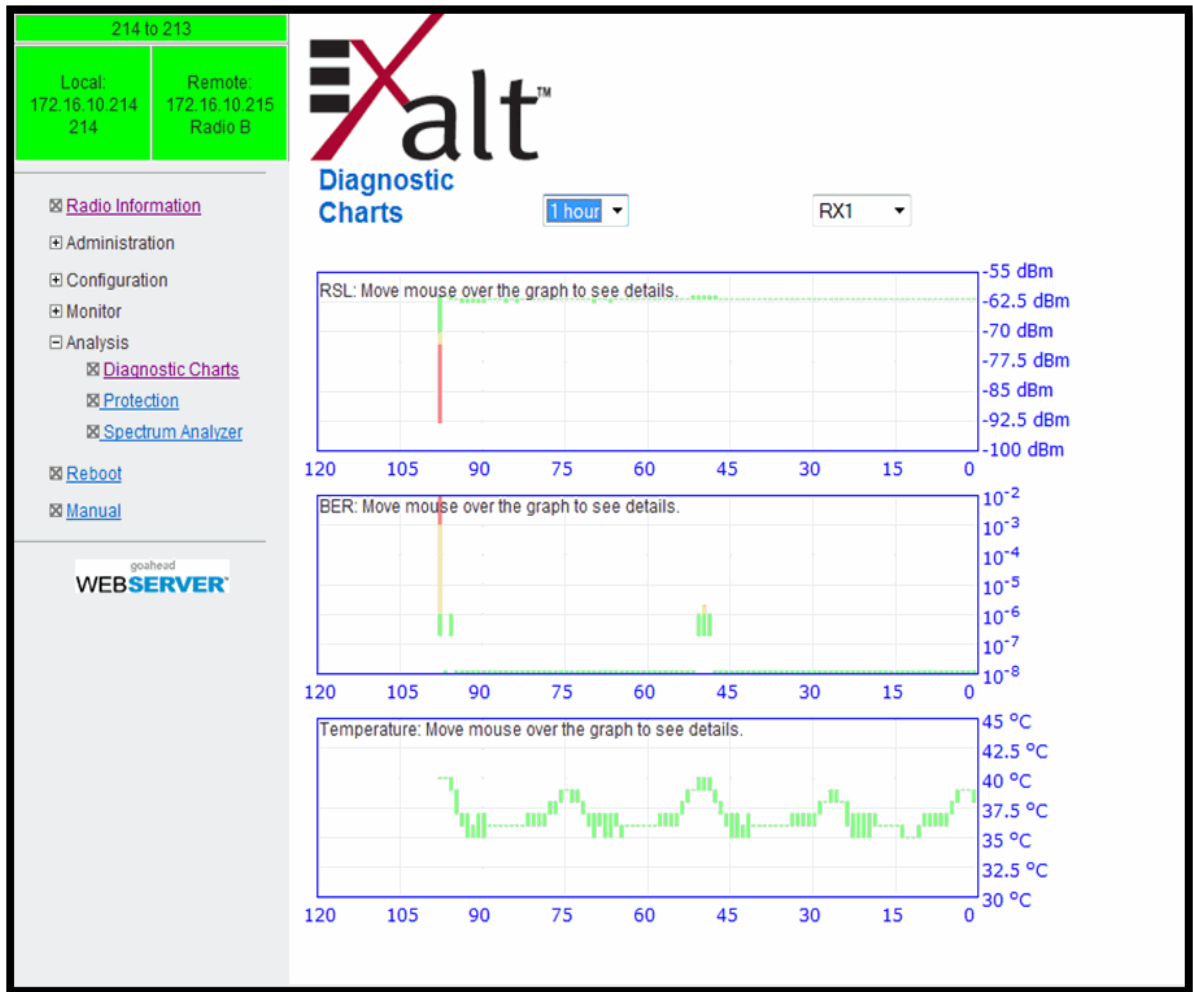 214 to 213
Local:
172.16.10.214
214
Remote:
172.16.10.215
Radio B
Radio Information
Administration
Configuration
Monitor
Analysis
Diagnostic Charts
Protection
Spectrum Analyzer
Reboot
Manual
goahead
WEBSERVER
EXalt™
Diagnostic
Charts
1 hour
RX1
RSL: Move mouse over the graph to see details.
-55 dBm
-62.5 dBm
-70 dBm
-77.5 dBm
-85 dBm
-92.5 dBm
-100 dBm
120 105 90 75 60 45 30 15 0
BER: Move mouse over the graph to see details.
10⁻²
10⁻³
10⁻⁴
10⁻⁵
10⁻⁶
10⁻⁷
10⁻⁸
120 105 90 75 60 45 30 15 0
Temperature: Move mouse over the graph to see details.
45 °C
42.5 °C
40 °C
37.5 °C
35 °C
32.5 °C
30 °C
120 105 90 75 60 45 30 15 0